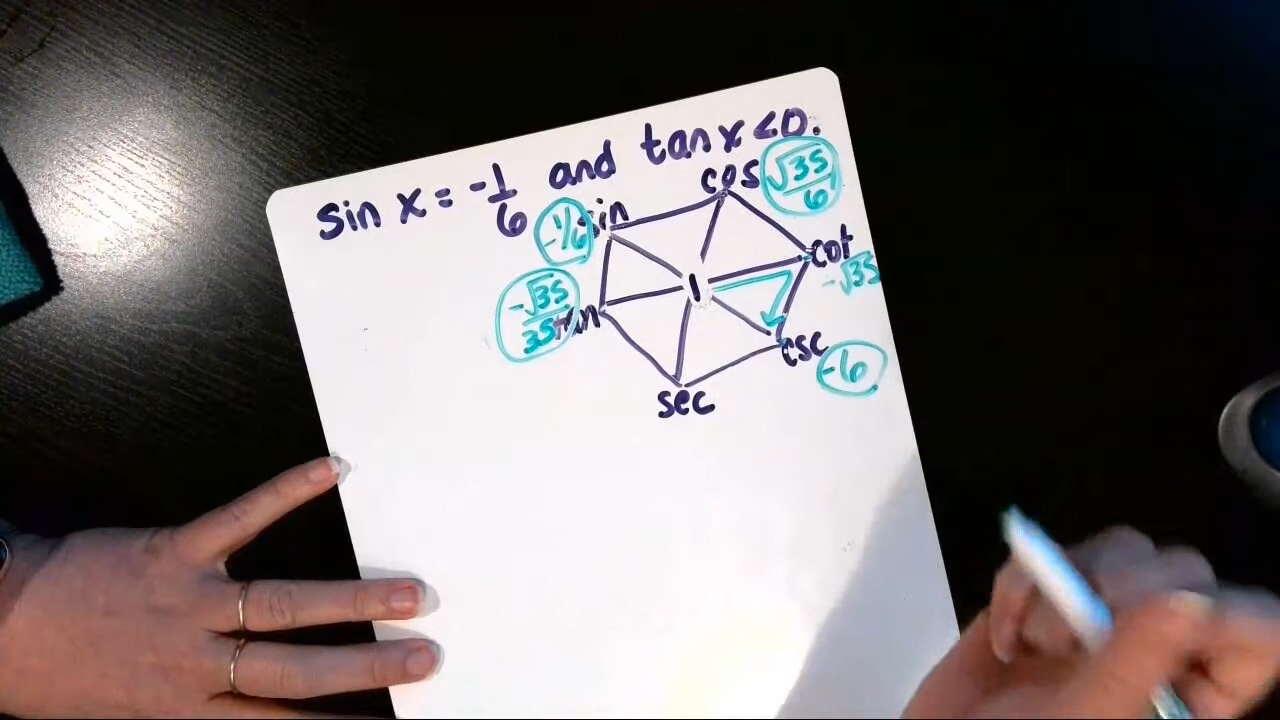 sin x = -1/6 and tan x < 0.
cos √35/6
-1/6 sin
cot -√35
1
-√35/35 tan
csc -6
sec